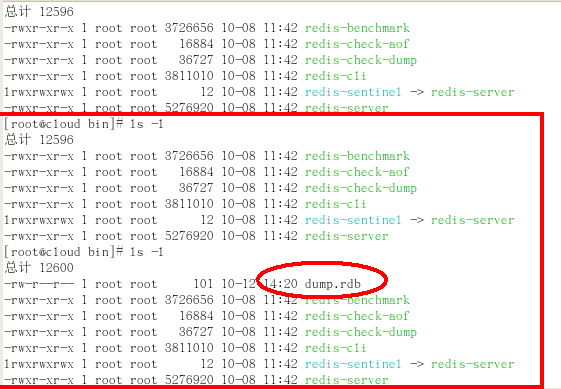 总计 12596
-rwxr-xr-x 1 root root 3726656 10-08 11:42 redis-benchmark
-rwxr-xr-x 1 root root 16884 10-08 11:42 redis-check-aof
-rwxr-xr-x 1 root root 36727 10-08 11:42 redis-check-dump
-rwxr-xr-x 1 root root 3811010 10-08 11:42 redis-cli
lrwxrwxrwx 1 root root 12 10-08 11:42 redis-sentinel -> redis-server
-rwxr-xr-x 1 root root 5276920 10-08 11:42 redis-server
[root@cloud bin]# ls -l
总计 12596
-rwxr-xr-x 1 root root 3726656 10-08 11:42 redis-benchmark
-rwxr-xr-x 1 root root 16884 10-08 11:42 redis-check-aof
-rwxr-xr-x 1 root root 36727 10-08 11:42 redis-check-dump
-rwxr-xr-x 1 root root 3811010 10-08 11:42 redis-cli
lrwxrwxrwx 1 root root 12 10-08 11:42 redis-sentinel -> redis-server
-rwxr-xr-x 1 root root 5276920 10-08 11:42 redis-server
[root@cloud bin]# ls -l
总计 12600
-rw-r--r-- 1 root root 101 10-12 14:20 dump.rdb
-rwxr-xr-x 1 root root 3726656 10-08 11:42 redis-benchmark
-rwxr-xr-x 1 root root 16884 10-08 11:42 redis-check-aof
-rwxr-xr-x 1 root root 36727 10-08 11:42 redis-check-dump
-rwxr-xr-x 1 root root 3811010 10-08 11:42 redis-cli
lrwxrwxrwx 1 root root 12 10-08 11:42 redis-sentinel -> redis-server
-rwxr-xr-x 1 root root 5276920 10-08 11:42 redis-server